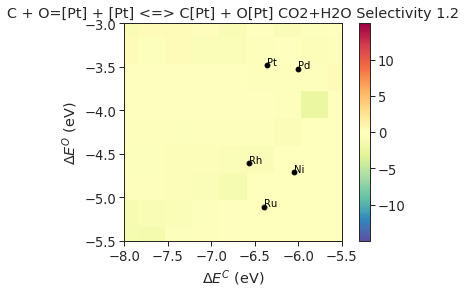 C + O=[Pt] + [Pt] <=> C[Pt] + O[Pt] CO2+H2O Selectivity 1.2
−3.0
−3.5
−4.0
−4.5
−5.0
−5.5
ΔE^O (eV)
Pt
Pd
Rh
Ni
Ru
−8.0 −7.5 −7.0 −6.5 −6.0 −5.5
ΔE^C (eV)
10
5
0
−5
−10